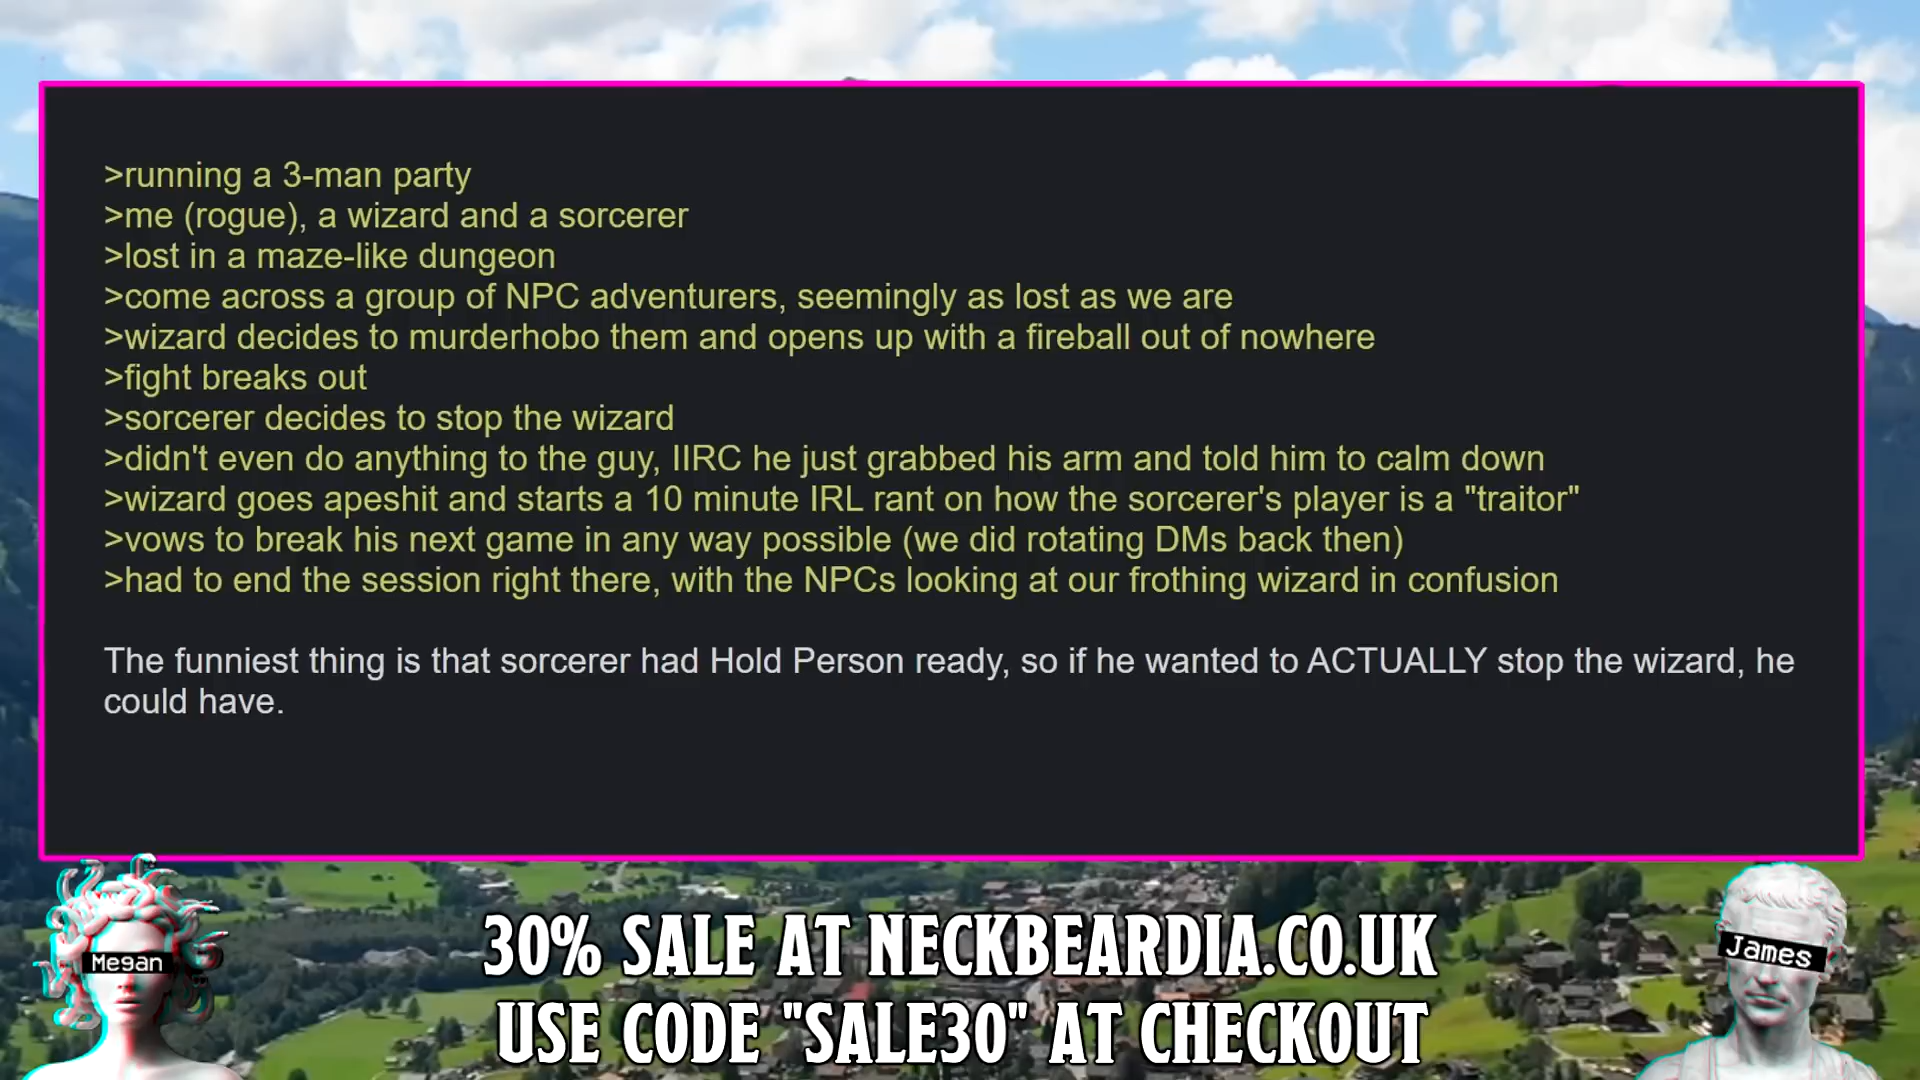 >running a 3-man party
>me (rogue), a wizard and a sorcerer
>lost in a maze-like dungeon
>come across a group of NPC adventurers, seemingly as lost as we are
>wizard decides to murderhobo them and opens up with a fireball out of nowhere
>fight breaks out
>sorcerer decides to stop the wizard
>didn't even do anything to the guy, IIRC he just grabbed his arm and told him to calm down
>wizard goes apeshit and starts a 10 minute IRL rant on how the sorcerer's player is a "traitor"
>vows to break his next game in any way possible (we did rotating DMs back then)
>had to end the session right there, with the NPCs looking at our frothing wizard in confusion
The funniest thing is that sorcerer had Hold Person ready, so if he wanted to ACTUALLY stop the wizard, he
could have.
Megan
James
30% SALE AT NECKBEARDIA.CO.UK
USE CODE "SALE30" AT CHECKOUT